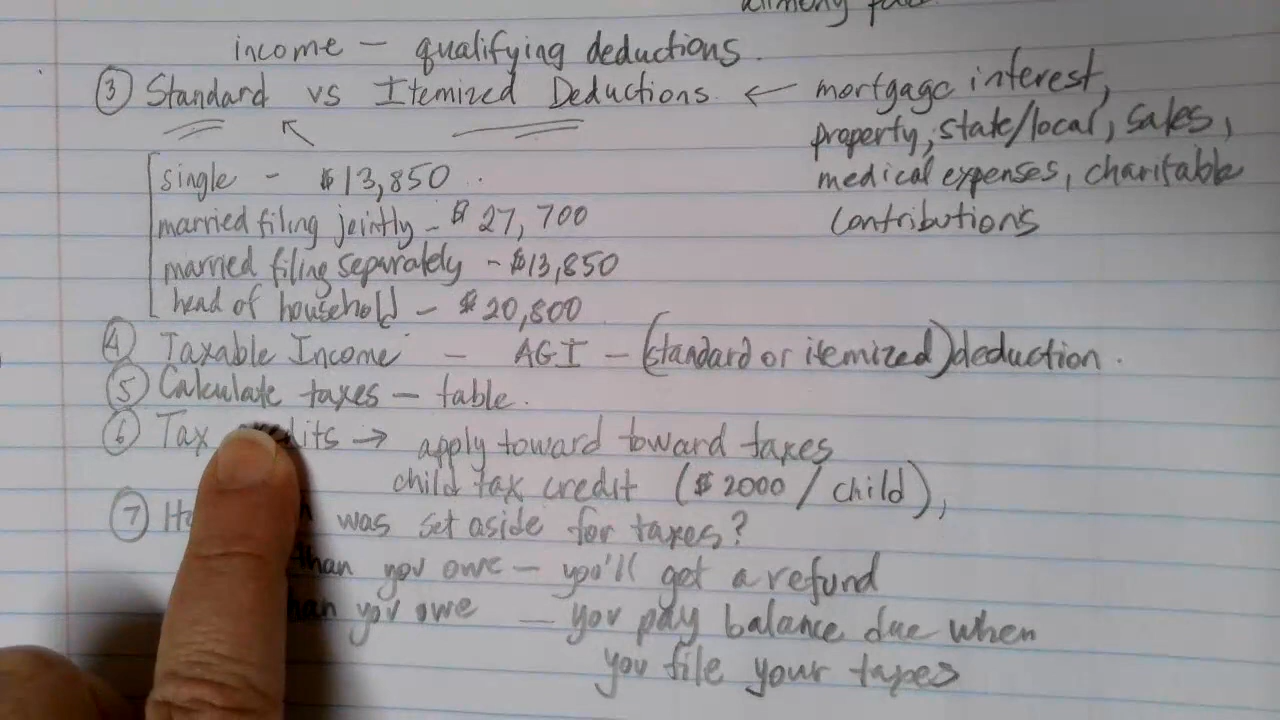 alimony
income – qualifying deductions.
③ Standard vs Itemized Deductions. ← mortgage interest,
property, state/local, sales,
medical expenses, charitable
contributions
single - $13,850
married filing jointly - $27,700
married filing separately - $13,850
head of household - $20,800
④ Taxable Income – AGI – (standard or itemized) deduction.
⑤ Calculate taxes – table.
⑥ Tax → apply toward toward taxes
child tax credit ($2000/child),
⑦ was set aside for taxes?
than you owe – you'll get a refund
than you owe – you pay balance due when
you file your taxes